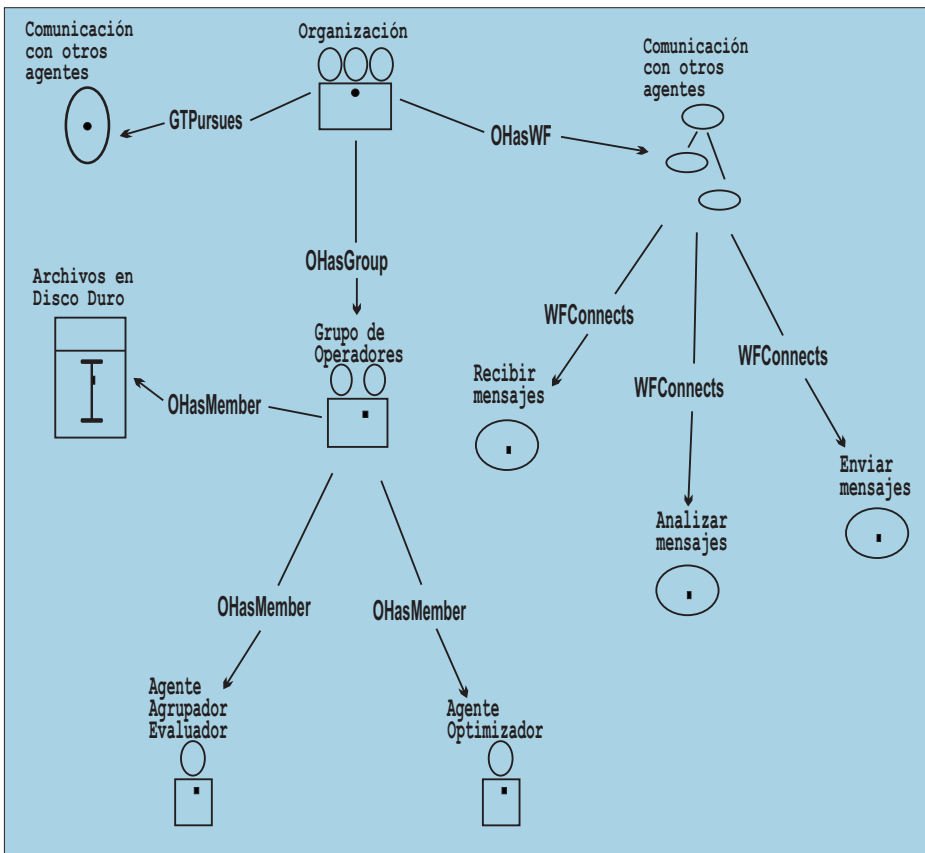 Comunicación
con otros
agentes
Organización
Comunicación
con otros
agentes
GTPursues
OHasWF
OHasGroup
Archivos en
Disco Duro
Grupo de
Operadores
OHasMember
WFConnects
WFConnects
WFConnects
Recibir
mensajes
Analizar
mensajes
Enviar
mensajes
OHasMember
OHasMember
Agente
Agrupador
Evaluador
Agente
Optimizador